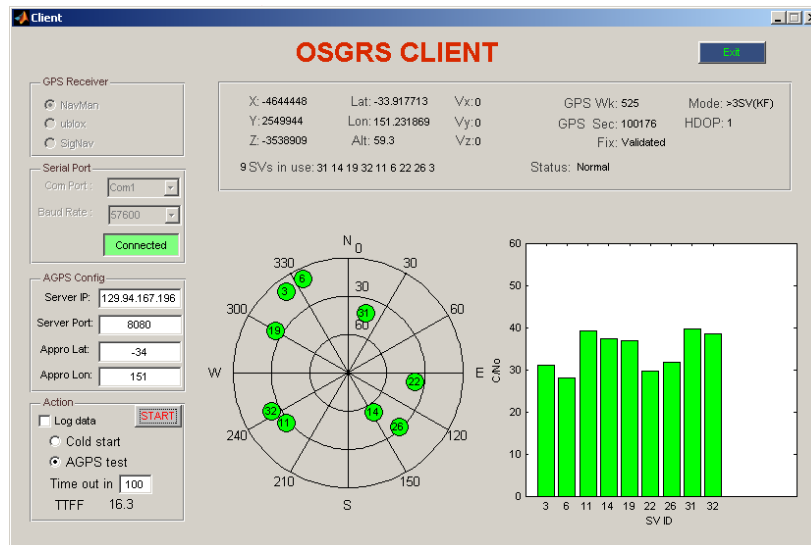 Client
OSGRS CLIENT
Exit
GPS Receiver
NavMan
ublox
SigNav
Serial Port
Com Port : Com1
Baud Rate : 57600
Connected
AGPS Config
Server IP: 129.94.167.196
Server Port: 8080
Appro Lat: -34
Appro Lon: 151
Action
Log data START
Cold start
AGPS test
Time out in 100
TTFF 16.3
X: -4644448 Lat: -33.917713 Vx: 0 GPS Wk: 525 Mode: >3SV(KF)
Y: 2549944 Lon: 151.231869 Vy: 0 GPS Sec: 100176 HDOP: 1
Z: -3538909 Alt: 59.3 Vz: 0 Fix: Validated
9 SVs in use: 31 14 19 32 11 6 22 26 3 Status: Normal
N 0
330 30
6
3
30
300 31 60
60
19
W E
22
32 14
11 26
240 120
210 150
S
60
50
40
30
20
10
0
C/No
3 6 11 14 19 22 26 31 32
SV ID